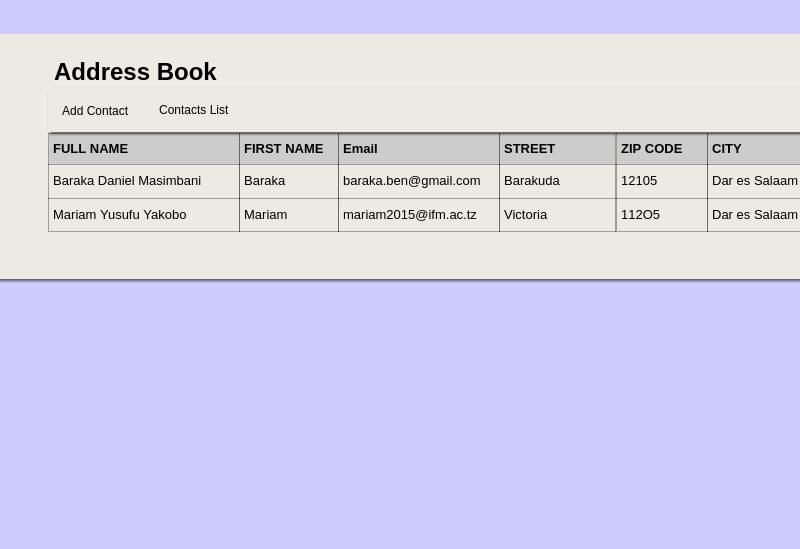 Address Book
Add Contact Contacts List
FULL NAME FIRST NAME Email STREET ZIP CODE CITY
Baraka Daniel Masimbani Baraka baraka.ben@gmail.com Barakuda 12105 Dar es Salaam
Mariam Yusufu Yakobo Mariam mariam2015@ifm.ac.tz Victoria 112O5 Dar es Salaam